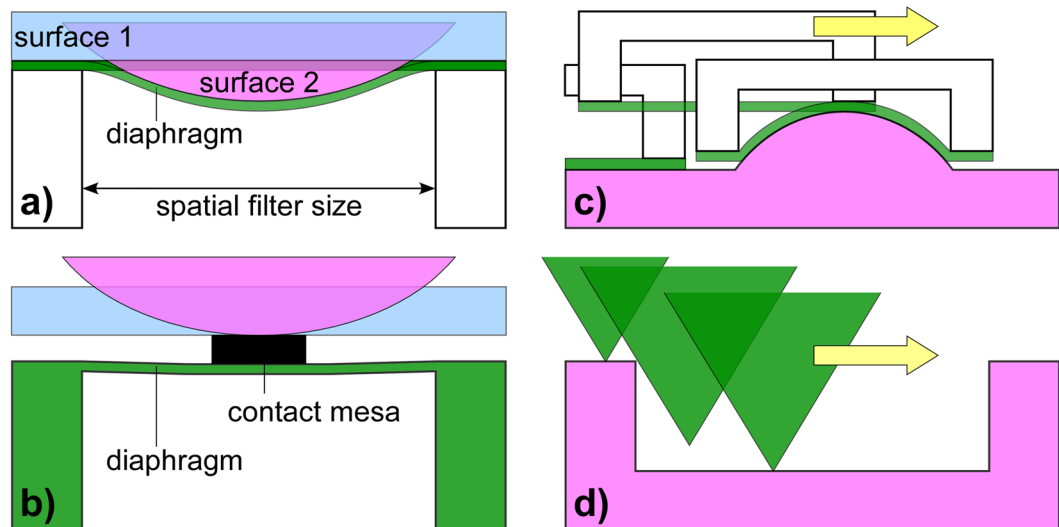 a)
surface 1
surface 2
diaphragm
spatial filter size
b)
contact mesa
diaphragm
c)
d)